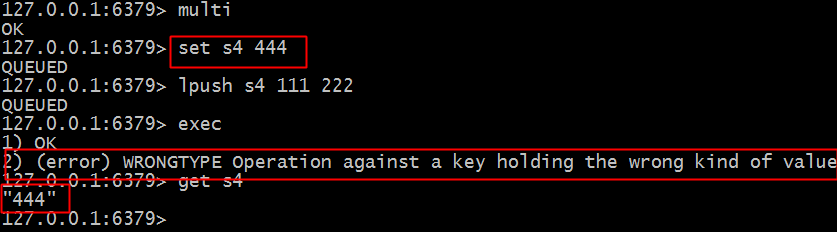 127.0.0.1:6379> multi
OK
127.0.0.1:6379> set s4 444
QUEUED
127.0.0.1:6379> lpush s4 111 222
QUEUED
127.0.0.1:6379> exec
1) OK
2) (error) WRONGTYPE Operation against a key holding the wrong kind of value
127.0.0.1:6379> get s4
"444"
127.0.0.1:6379>